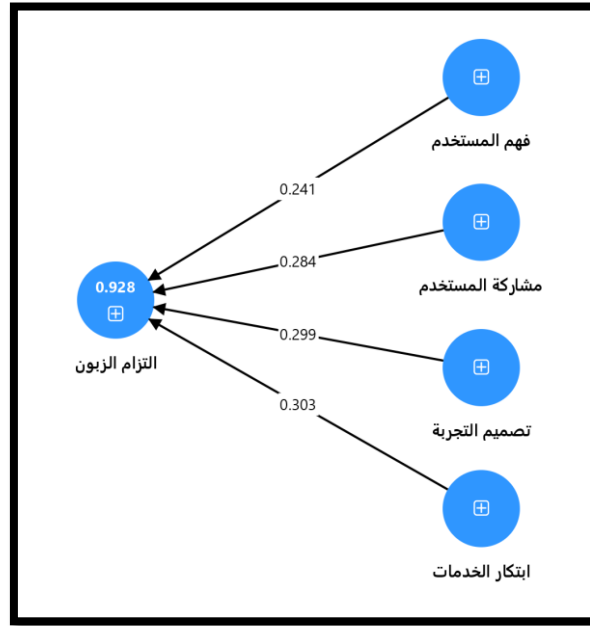 فهم المستخدم
0.241
مشاركة المستخدم
0.284
0.928
التزام الزبون
0.299
تصميم التجربة
0.303
ابتكار الخدمات